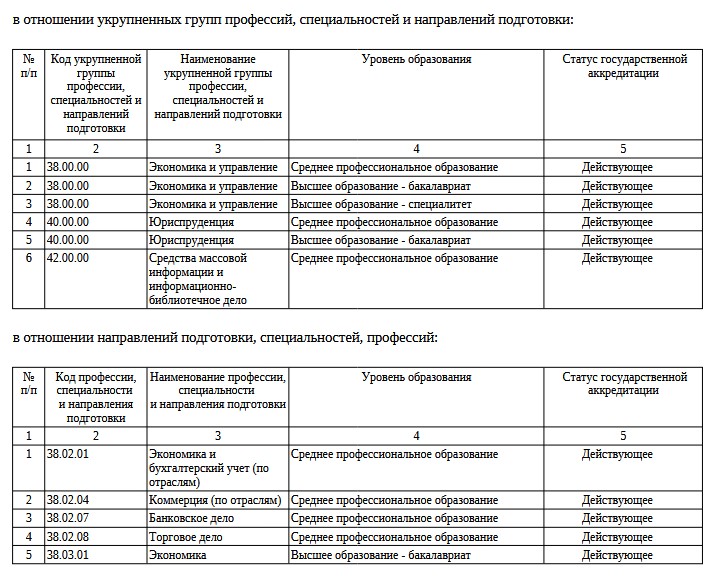 в отношении укрупненных групп профессий, специальностей и направлений подготовки:
№ п/п Код укрупненной группы профессии, специальностей и направлений подготовки Наименование укрупненной группы профессии, специальностей и направлений подготовки Уровень образования Статус государственной аккредитации
1 2 3 4 5
1 38.00.00 Экономика и управление Среднее профессиональное образование Действующее
2 38.00.00 Экономика и управление Высшее образование - бакалавриат Действующее
3 38.00.00 Экономика и управление Высшее образование - специалитет Действующее
4 40.00.00 Юриспруденция Среднее профессиональное образование Действующее
5 40.00.00 Юриспруденция Высшее образование - бакалавриат Действующее
6 42.00.00 Средства массовой информации и информационно-библиотечное дело Среднее профессиональное образование Действующее
в отношении направлений подготовки, специальностей, профессий:
№ п/п Код профессии, специальности и направления подготовки Наименование профессии, специальности и направления подготовки Уровень образования Статус государственной аккредитации
1 2 3 4 5
1 38.02.01 Экономика и бухгалтерский учет (по отраслям) Среднее профессиональное образование Действующее
2 38.02.04 Коммерция (по отраслям) Среднее профессиональное образование Действующее
3 38.02.07 Банковское дело Среднее профессиональное образование Действующее
4 38.02.08 Торговое дело Среднее профессиональное образование Действующее
5 38.03.01 Экономика Высшее образование - бакалавриат Действующее